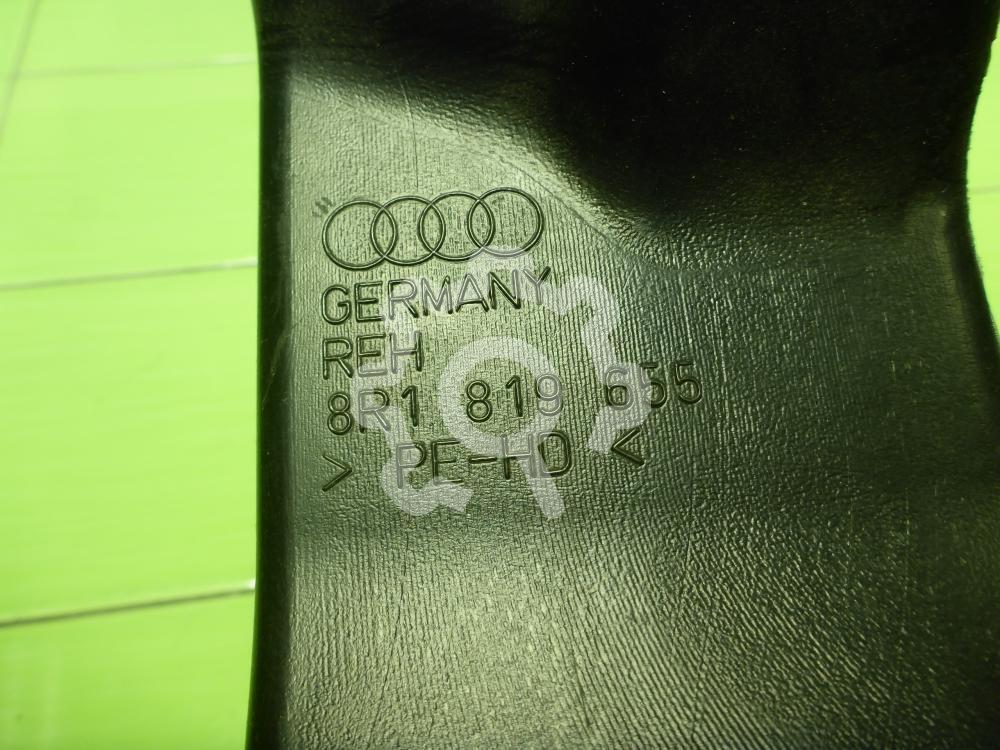 GERMANY
REH
8R1 819 655
> PE-HD <